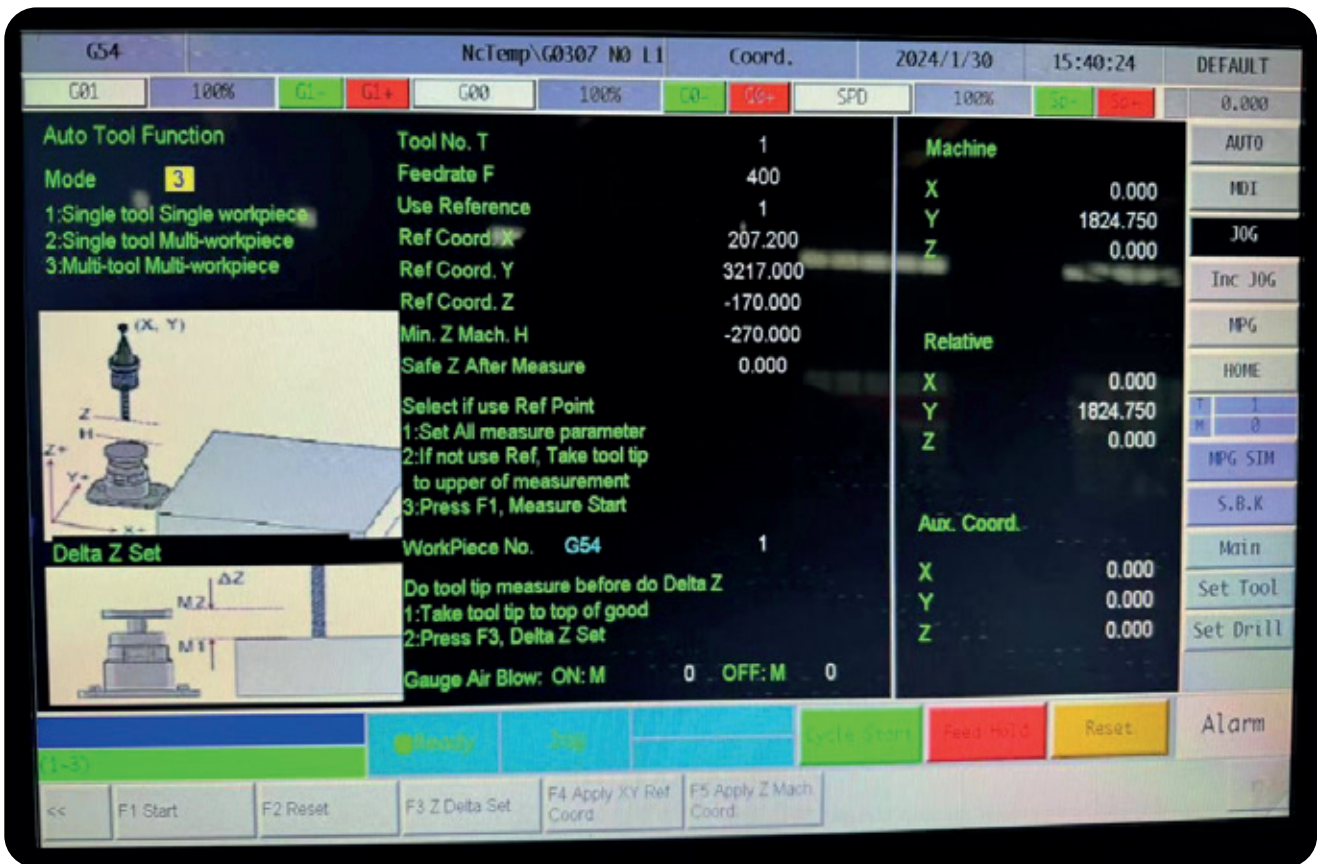 G54 NcTemp\G0307 N0 L1 Coord. 2024/1/30 15:40:24 DEFAULT
G01 100% G1- G1+ G00 100% G0- G0+ SPD 100% Sp- Sp+ 0.000
Auto Tool Function
Mode 3
1:Single tool Single workpiece
2:Single tool Multi-workpiece
3:Multi-tool Multi-workpiece
(X, Y)
Z
H
Z+
Y+
X+
Delta Z Set
ΔZ
M2
M1
Tool No. T 1
Feedrate F 400
Use Reference 1
Ref Coord. X 207.200
Ref Coord. Y 3217.000
Ref Coord. Z -170.000
Min. Z Mach. H -270.000
Safe Z After Measure 0.000
Select if use Ref Point
1:Set All measure parameter
2:If not use Ref, Take tool tip
to upper of measurement
3:Press F1, Measure Start
WorkPiece No. G54 1
Do tool tip measure before do Delta Z
1:Take tool tip to top of good
2:Press F3, Delta Z Set
Gauge Air Blow: ON: M 0 OFF: M 0
Machine
X 0.000
Y 1824.750
Z 0.000
Relative
X 0.000
Y 1824.750
Z 0.000
Aux. Coord.
X 0.000
Y 0.000
Z 0.000
AUTO
MDI
JOG
Inc JOG
MPG
HOME
T 1
M 0
MPG SIM
S.B.K
Main
Set Tool
Set Drill
Alarm
Ready Jog Cycle Start Feed Hold Reset
(1-3)
<< F1 Start F2 Reset F3 Z Delta Set F4 Apply XY Ref Coord. F5 Apply Z Mach. Coord.